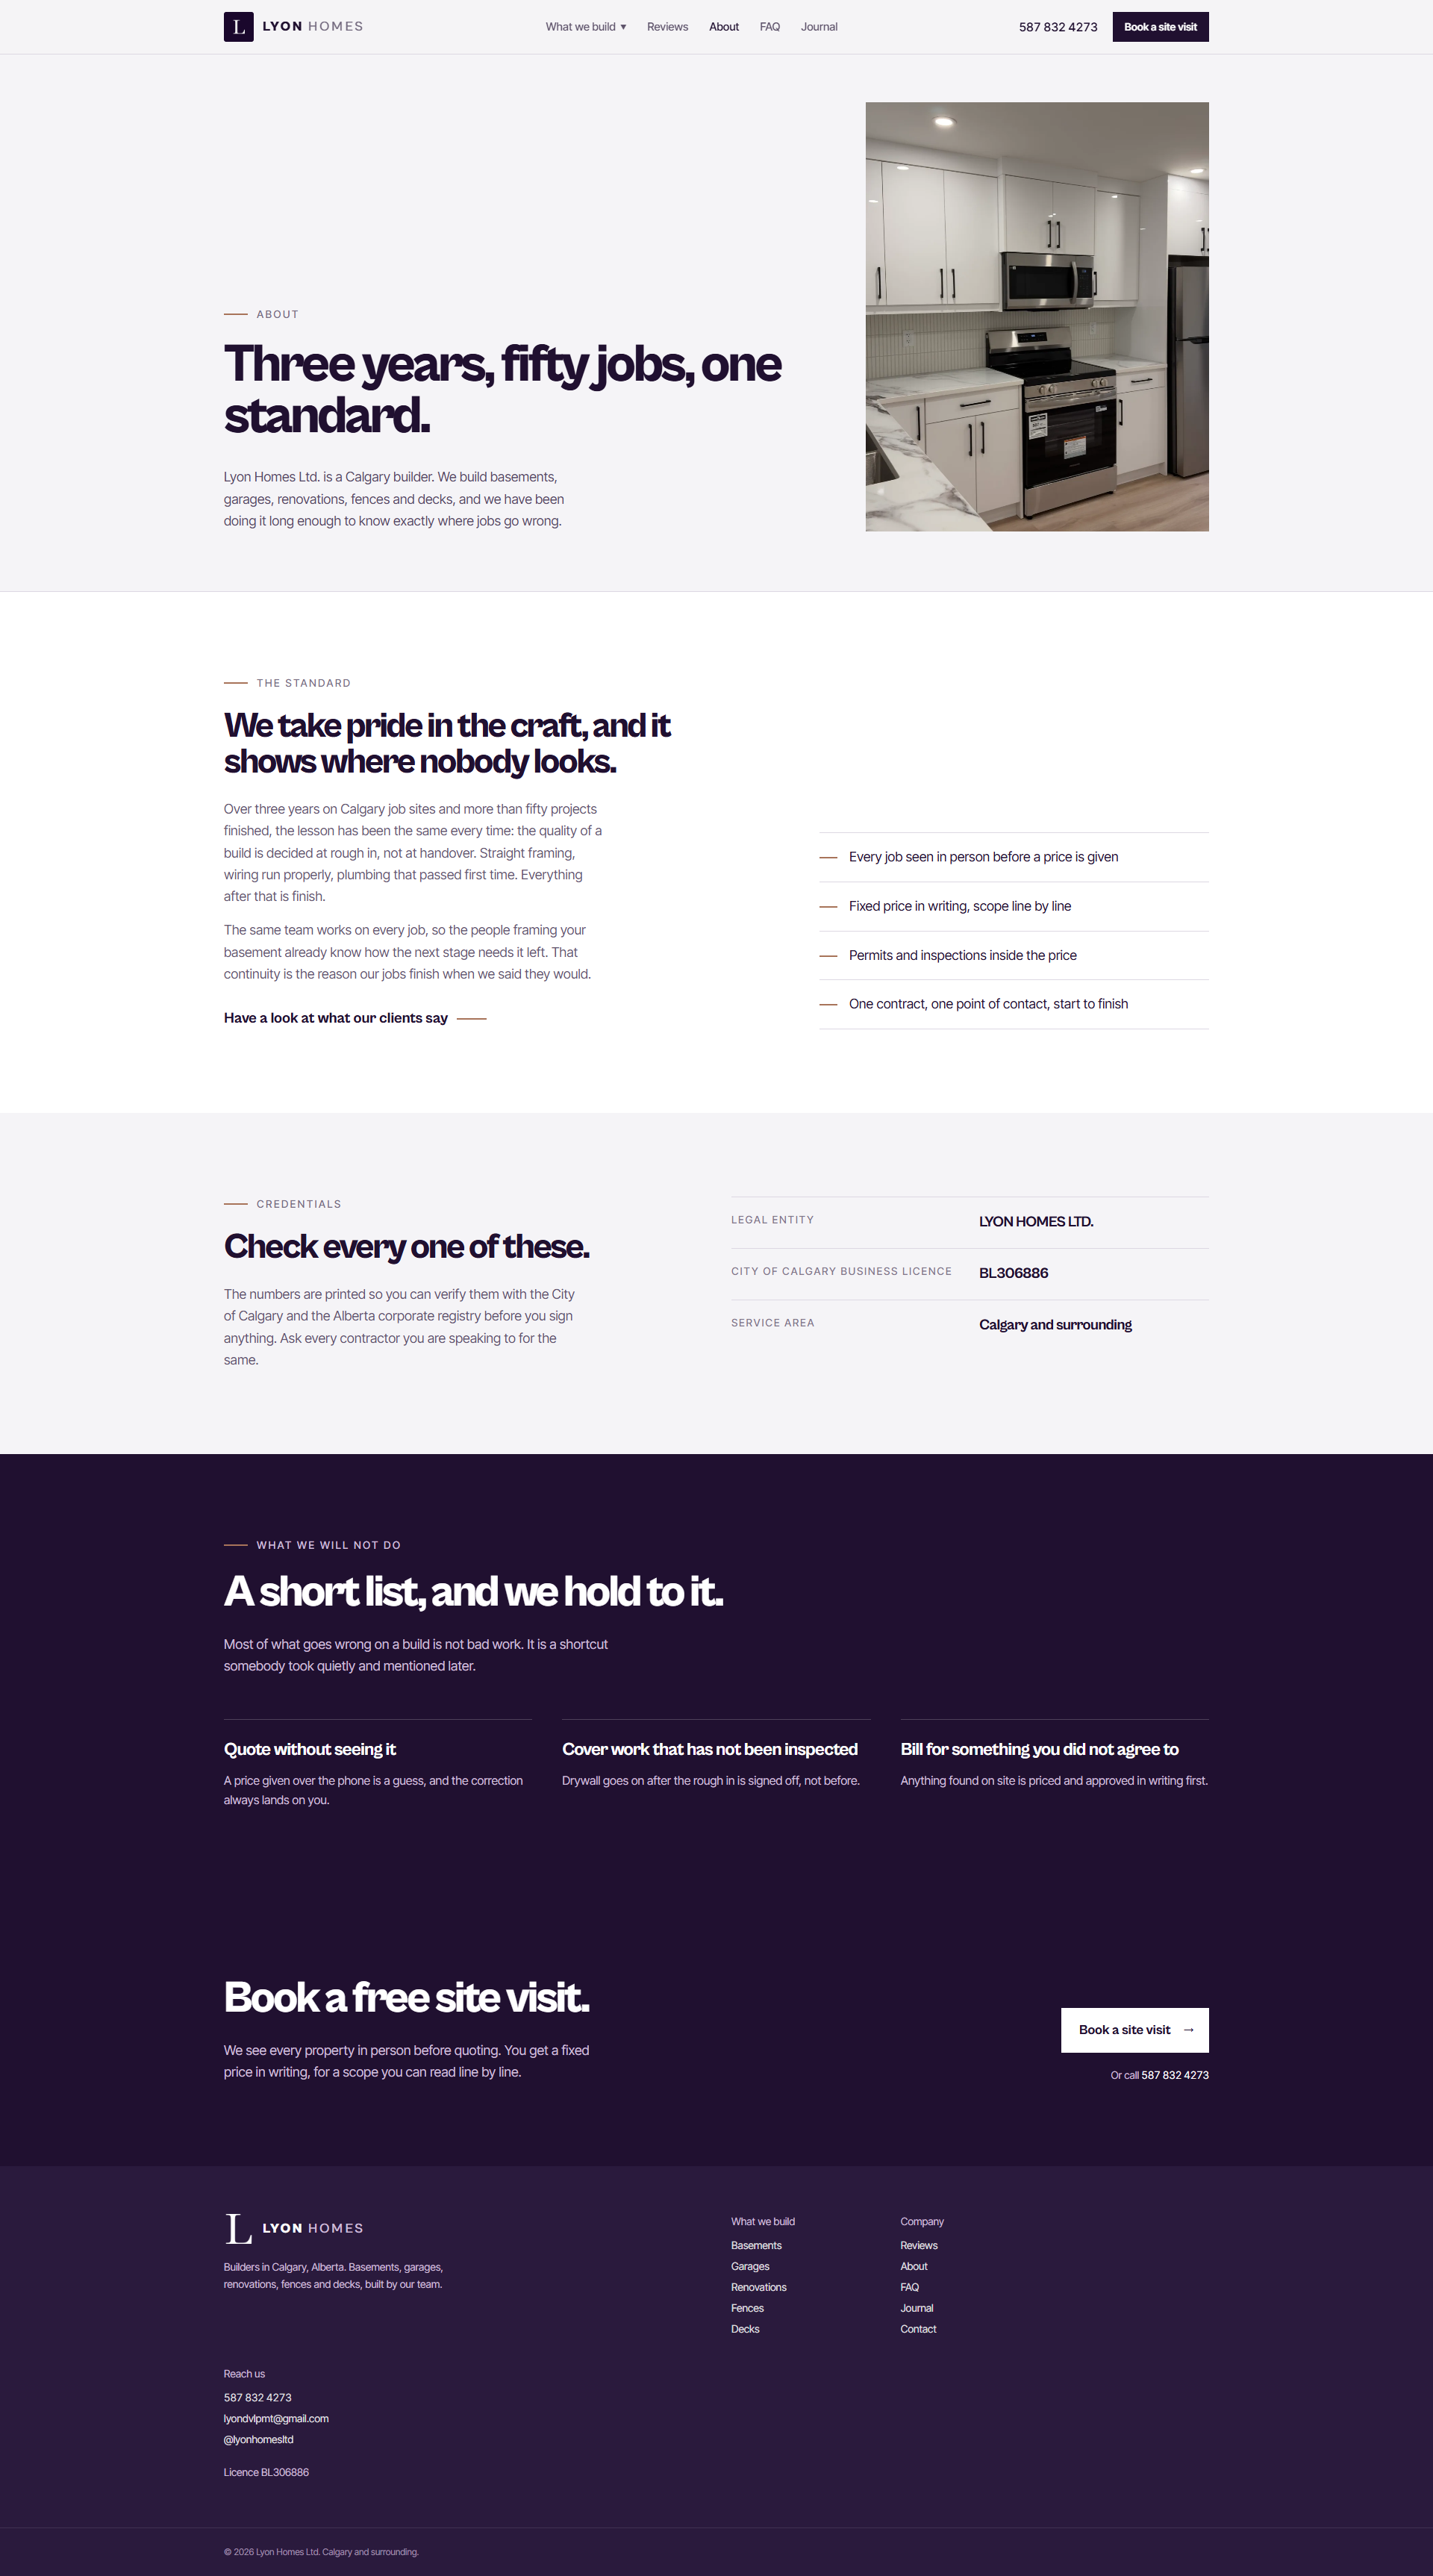 L LYON HOMES
What we build ▼ Reviews About FAQ Journal
587 832 4273 Book a site visit
ABOUT
Three years, fifty jobs, one
standard.
Lyon Homes Ltd. is a Calgary builder. We build basements,
garages, renovations, fences and decks, and we have been
doing it long enough to know exactly where jobs go wrong.
THE STANDARD
We take pride in the craft, and it
shows where nobody looks.
Over three years on Calgary job sites and more than fifty projects
finished, the lesson has been the same every time: the quality of a
build is decided at rough in, not at handover. Straight framing,
wiring run properly, plumbing that passed first time. Everything
after that is finish.
The same team works on every job, so the people framing your
basement already know how the next stage needs it left. That
continuity is the reason our jobs finish when we said they would.
Have a look at what our clients say
Every job seen in person before a price is given
Fixed price in writing, scope line by line
Permits and inspections inside the price
One contract, one point of contact, start to finish
CREDENTIALS
Check every one of these.
The numbers are printed so you can verify them with the City
of Calgary and the Alberta corporate registry before you sign
anything. Ask every contractor you are speaking to for the
same.
LEGAL ENTITY LYON HOMES LTD.
CITY OF CALGARY BUSINESS LICENCE BL306886
SERVICE AREA Calgary and surrounding
WHAT WE WILL NOT DO
A short list, and we hold to it.
Most of what goes wrong on a build is not bad work. It is a shortcut
somebody took quietly and mentioned later.
Quote without seeing it
A price given over the phone is a guess, and the correction
always lands on you.
Cover work that has not been inspected
Drywall goes on after the rough in is signed off, not before.
Bill for something you did not agree to
Anything found on site is priced and approved in writing first.
Book a free site visit.
We see every property in person before quoting. You get a fixed
price in writing, for a scope you can read line by line.
Book a site visit →
Or call 587 832 4273
L LYON HOMES
Builders in Calgary, Alberta. Basements, garages,
renovations, fences and decks, built by our team.
What we build
Basements
Garages
Renovations
Fences
Decks
Company
Reviews
About
FAQ
Journal
Contact
Reach us
587 832 4273
lyondvlpmt@gmail.com
@lyonhomesltd
Licence BL306886
© 2026 Lyon Homes Ltd. Calgary and surrounding.